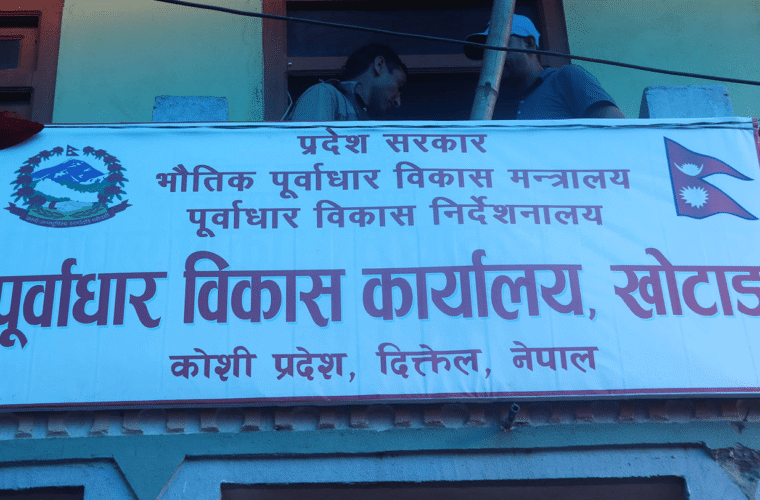 प्रदेश सरकार
भौतिक पूर्वाधार विकास मन्त्रालय
पूर्वाधार विकास निर्देशनालय
पूर्वाधार विकास कार्यालय, खोटाङ
कोशी प्रदेश, दिक्तेल, नेपाल